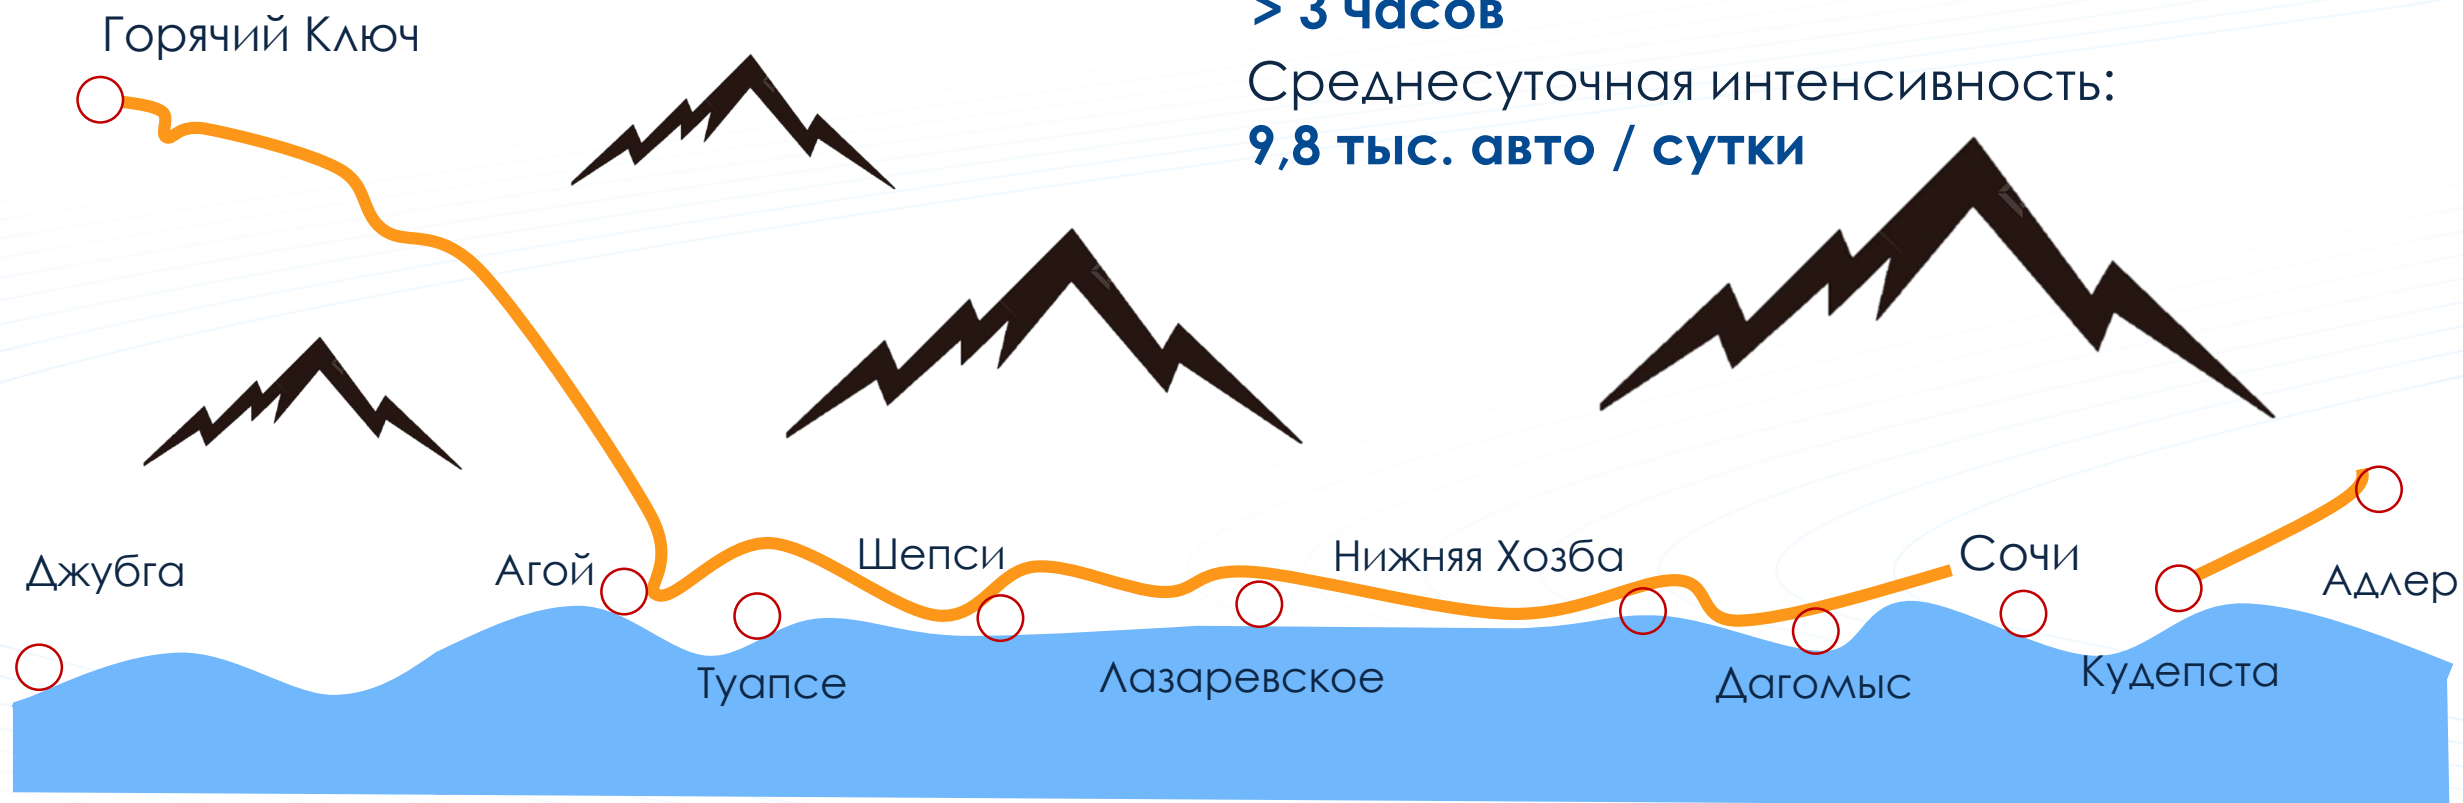 > 3 часов
Горячий Ключ
Среднесуточная интенсивность:
9,8 тыс. авто / сутки
Джубга
Агой
Шепси
Нижняя Хозба
Сочи
Адлер
Туапсе
Лазаревское
Дагомыс
Кудепста